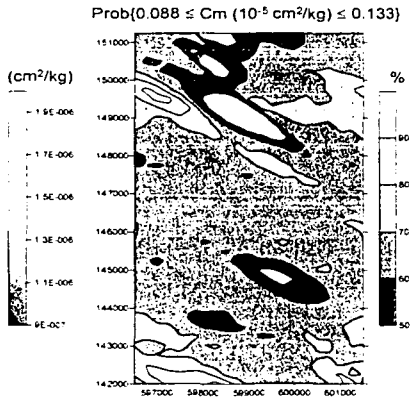 Prob{0.088 ≤ Cm (10⁻⁵ cm²/kg) ≤ 0.133}
(cm²/kg)
1.9E-006
1.7E-006
1.5E-006
1.3E-006
1.1E-006
9E-007
151000
150000
149000
148000
147000
146000
145000
144000
143000
142000
597000 598000 599000 600000 601000
%
90
80
70
60
50